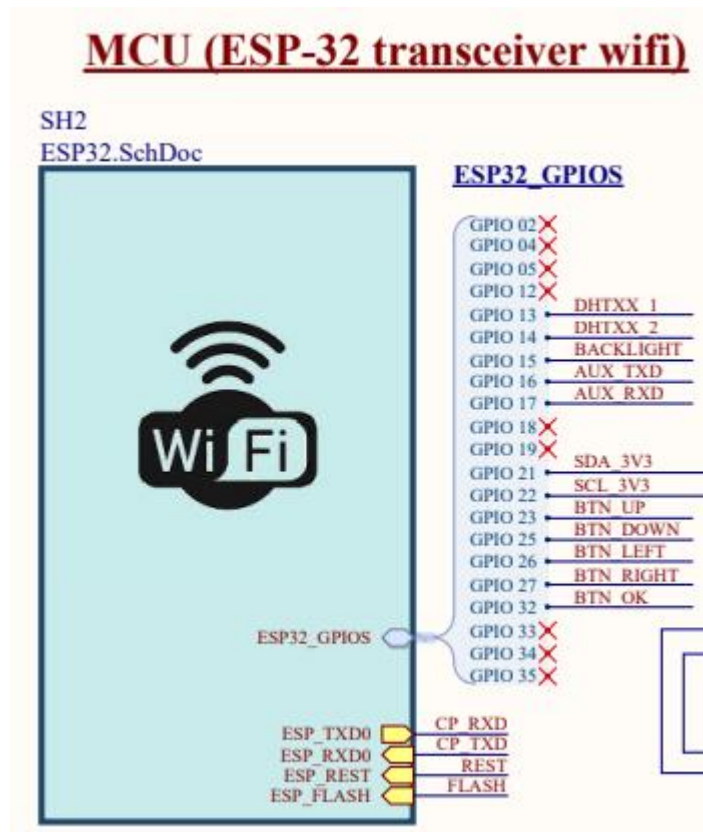 MCU (ESP-32 transceiver wifi)
SH2
ESP32.SchDoc
ESP32_GPIOS
GPIO 02
GPIO 04
GPIO 05
GPIO 12
GPIO 13 DHTXX_1
GPIO 14 DHTXX_2
GPIO 15 BACKLIGHT
GPIO 16 AUX_TXD
GPIO 17 AUX_RXD
GPIO 18
GPIO 19
GPIO 21 SDA_3V3
GPIO 22 SCL_3V3
GPIO 23 BTN_UP
GPIO 25 BTN_DOWN
GPIO 26 BTN_LEFT
GPIO 27 BTN_RIGHT
GPIO 32 BTN_OK
GPIO 33
GPIO 34
GPIO 35
WiFi
ESP32_GPIOS
ESP_TXD0 CP_RXD
ESP_RXD0 CP_TXD
ESP_REST REST
ESP_FLASH FLASH